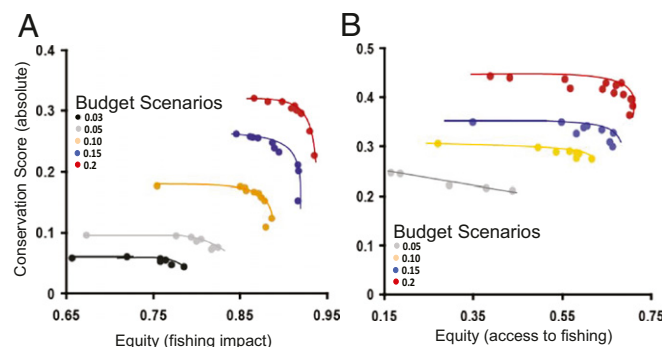 A
0.4
0.3
0.2
0.1
0
Conservation Score (absolute)
Budget Scenarios
0.03
0.05
0.10
0.15
0.2
0.65 0.75 0.85 0.95
Equity (fishing impact)
B
0.5
0.4
0.3
0.2
0.1
0
Budget Scenarios
0.05
0.10
0.15
0.2
0.15 0.35 0.55 0.75
Equity (access to fishing)